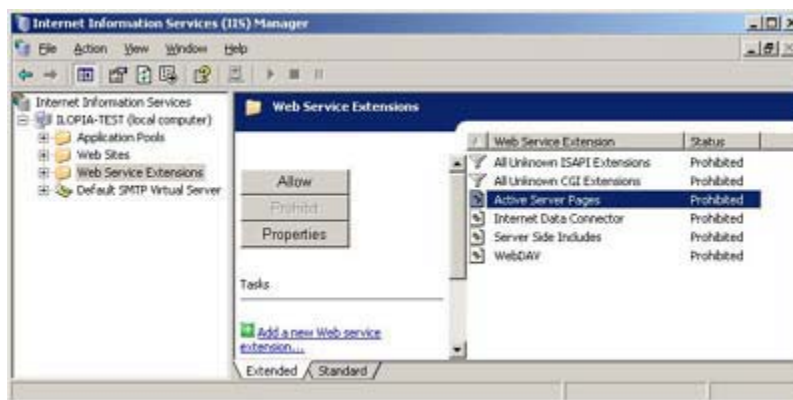 Internet Information Services (IIS) Manager
File Action View Window Help
Internet Information Services
ILOPIA-TEST (local computer)
Application Pools
Web Sites
Web Service Extensions
Default SMTP Virtual Server
Web Service Extensions
Allow
Prohibit
Properties
Tasks
Add a new Web service
extension...
Web Service Extension Status
All Unknown ISAPI Extensions Prohibited
All Unknown CGI Extensions Prohibited
Active Server Pages Prohibited
Internet Data Connector Prohibited
Server Side Includes Prohibited
WebDAV Prohibited
Extended Standard